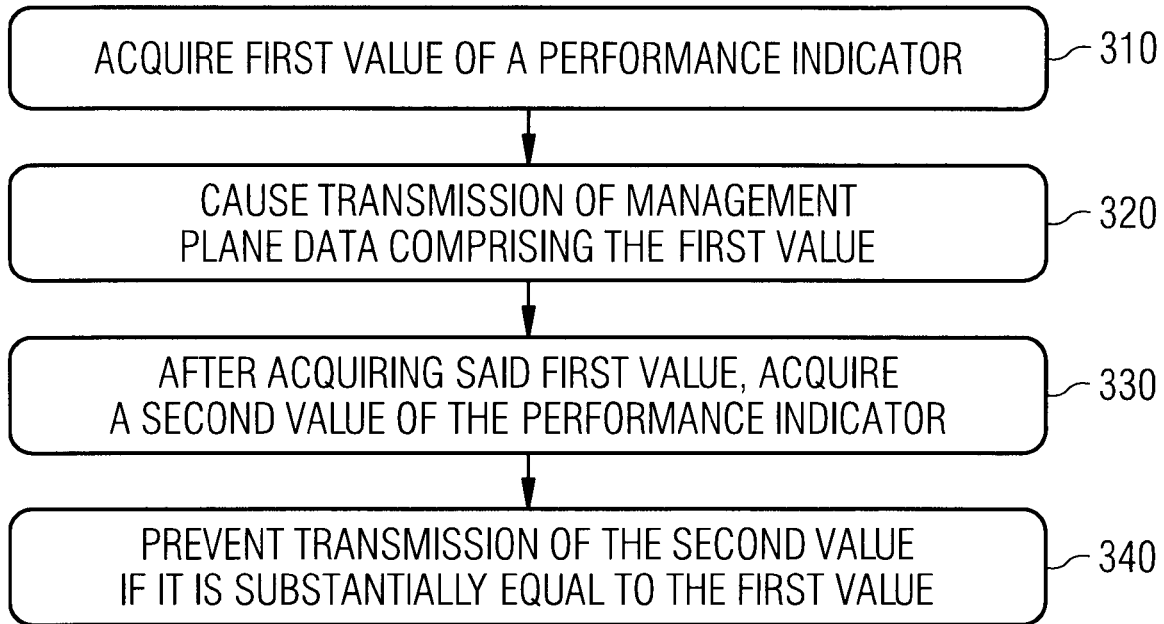 ACQUIRE FIRST VALUE OF A PERFORMANCE INDICATOR
310
CAUSE TRANSMISSION OF MANAGEMENT
PLANE DATA COMPRISING THE FIRST VALUE
320
AFTER ACQUIRING SAID FIRST VALUE, ACQUIRE
A SECOND VALUE OF THE PERFORMANCE INDICATOR
330
PREVENT TRANSMISSION OF THE SECOND VALUE
IF IT IS SUBSTANTIALLY EQUAL TO THE FIRST VALUE
340